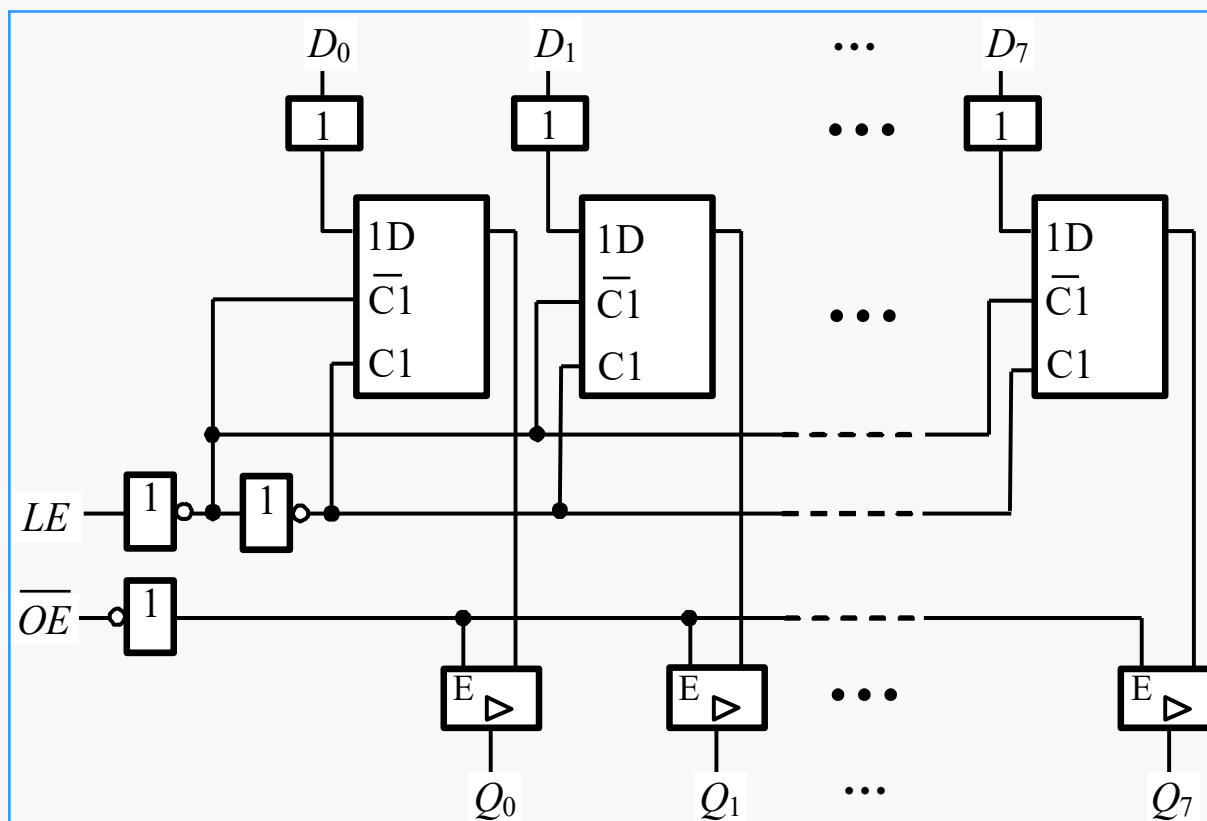 D₀ D₁ ••• D₇
1 1 ••• 1
1D 1D 1D
C̅1 C̅1 ••• C̅1
C1 C1 C1
LE 1 1
O̅E̅ 1
E E ••• E
Q₀ Q₁ ••• Q₇